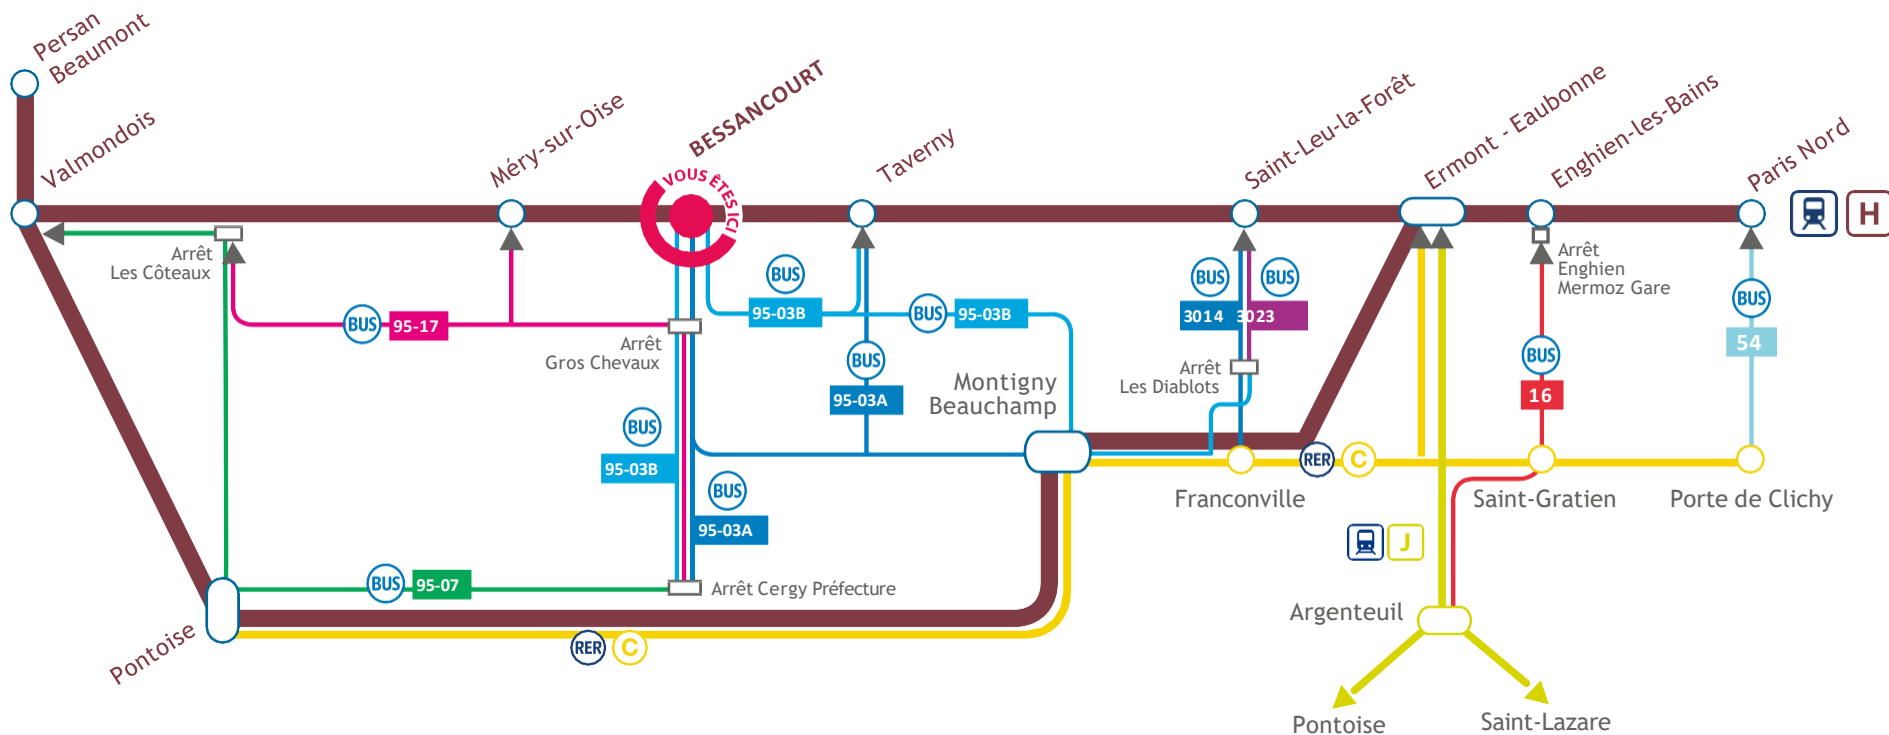 Persan
Beaumont
Valmondois
Méry-sur-Oise
BESSANCOURT
VOUS ÊTES ICI
Taverny
Saint-Leu-la-Forêt
Ermont - Eaubonne
Enghien-les-Bains
Paris Nord
H
Arrêt
Les Côteaux
BUS
95-17
Arrêt
Gros Chevaux
BUS
95-03B
BUS
95-03B
BUS
95-03A
BUS
3014
BUS
3023
Arrêt
Les Diablots
Arrêt
Enghien
Mermoz Gare
BUS
16
BUS
54
Montigny
Beauchamp
BUS
95-03B
BUS
95-03A
RER
C
Franconville
Saint-Gratien
Porte de Clichy
J
BUS
95-07
Arrêt Cergy Préfecture
Argenteuil
Pontoise
RER
C
Pontoise
Saint-Lazare